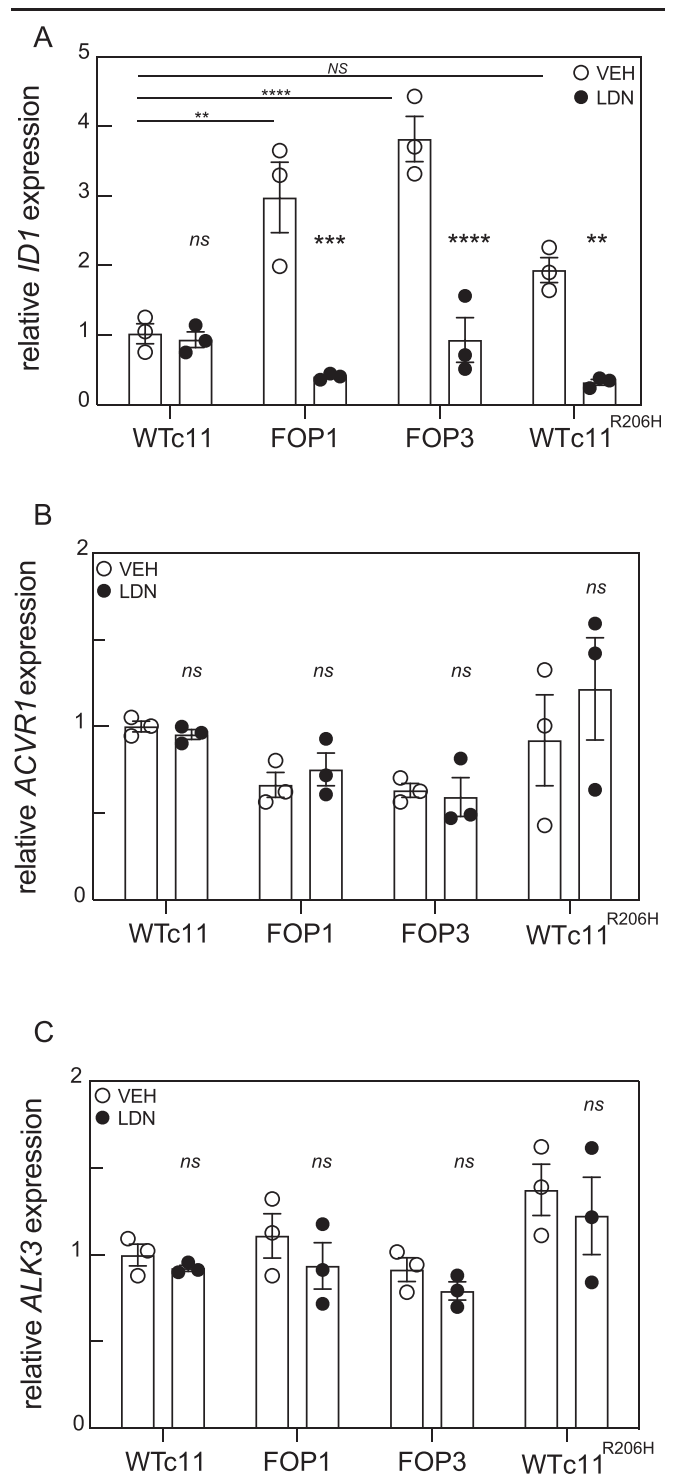 A
5
NS
VEH
****
LDN
**
4
3
ns
***
****
**
2
1
0
relative ID1 expression
WTc11
FOP1
FOP3
WTc11R206H
B
2
VEH
LDN
ns
ns
ns
ns
1
0
relative ACVR1 expression
WTc11
FOP1
FOP3
WTc11R206H
C
2
VEH
LDN
ns
ns
ns
ns
1
0
relative ALK3 expression
WTc11
FOP1
FOP3
WTc11R206H